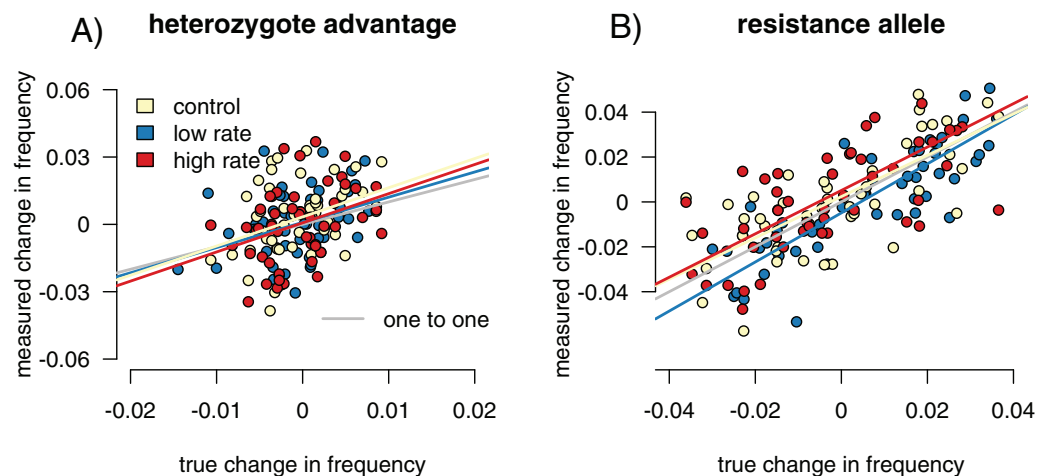 A) heterozygote advantage
measured change in frequency
0.06
0.03
0
-0.03
-0.06
control
low rate
high rate
one to one
-0.02 -0.01 0 0.01 0.02
true change in frequency
B) resistance allele
measured change in frequency
0.04
0.02
0
-0.02
-0.04
-0.04 -0.02 0 0.02 0.04
true change in frequency